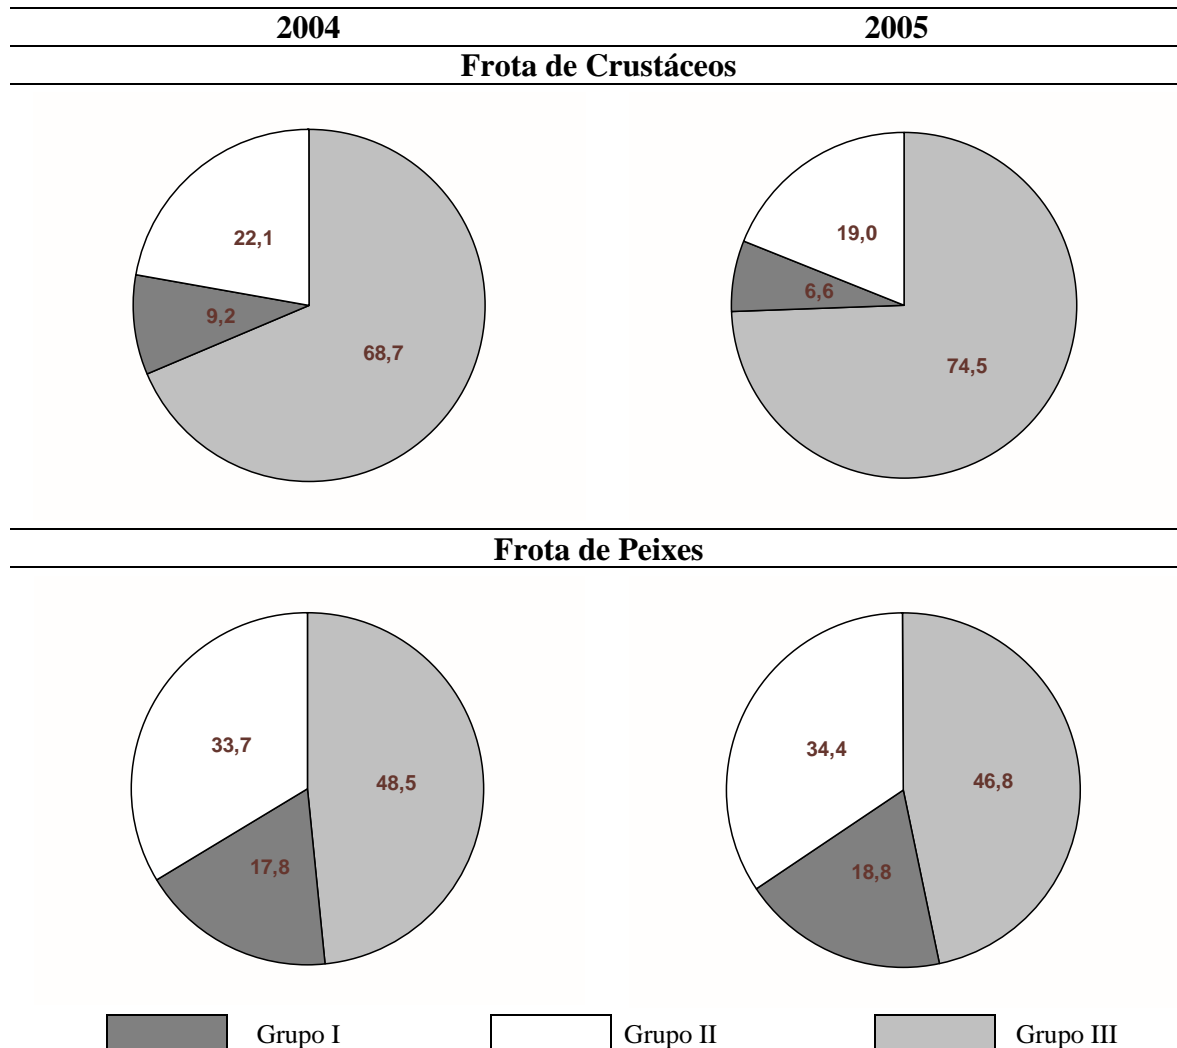 2004 2005
Frota de Crustáceos
22,1 19,0
9,2 6,6
68,7 74,5
Frota de Peixes
33,7 34,4
48,5 46,8
17,8 18,8
Grupo I Grupo II Grupo III